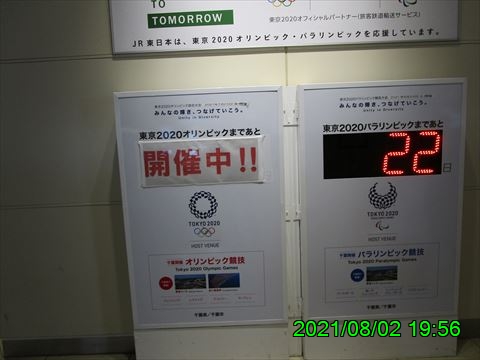 TO
TOMORROW
東京2020オフィシャルパートナー(旅客鉄道輸送サービス)
JR東日本は、東京2020オリンピック・パラリンピックを応援しています。
みんなの輝き、つなげていこう。
Unity in Diversity
東京2020オリンピックまであと
開催中!!
TOKYO 2020
HOST VENUE
千葉開催 オリンピック競技
Tokyo 2020 Olympic Games
千葉県/千葉市
みんなの輝き、つなげていこう。
Unity in Diversity
東京2020パラリンピックまであと
22日
TOKYO 2020
HOST VENUE
千葉開催 パラリンピック競技
Tokyo 2020 Paralympic Games
千葉県/千葉市
2021/08/02 19:56